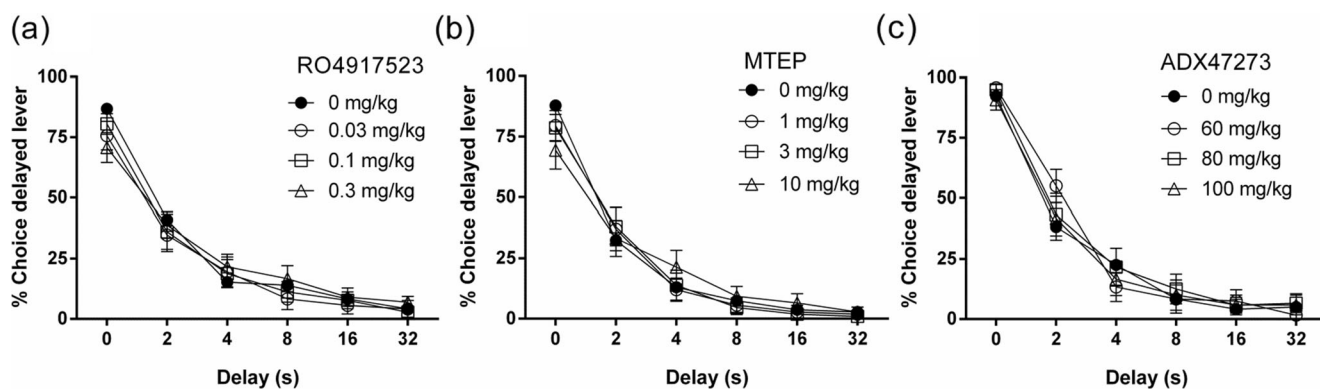 (a)
RO4917523
0 mg/kg
0.03 mg/kg
0.1 mg/kg
0.3 mg/kg
% Choice delayed lever
100
75
50
25
0
0 2 4 8 16 32
Delay (s)
(b)
MTEP
0 mg/kg
1 mg/kg
3 mg/kg
10 mg/kg
% Choice delayed lever
100
75
50
25
0
0 2 4 8 16 32
Delay (s)
(c)
ADX47273
0 mg/kg
60 mg/kg
80 mg/kg
100 mg/kg
% Choice delayed lever
100
75
50
25
0
0 2 4 8 16 32
Delay (s)